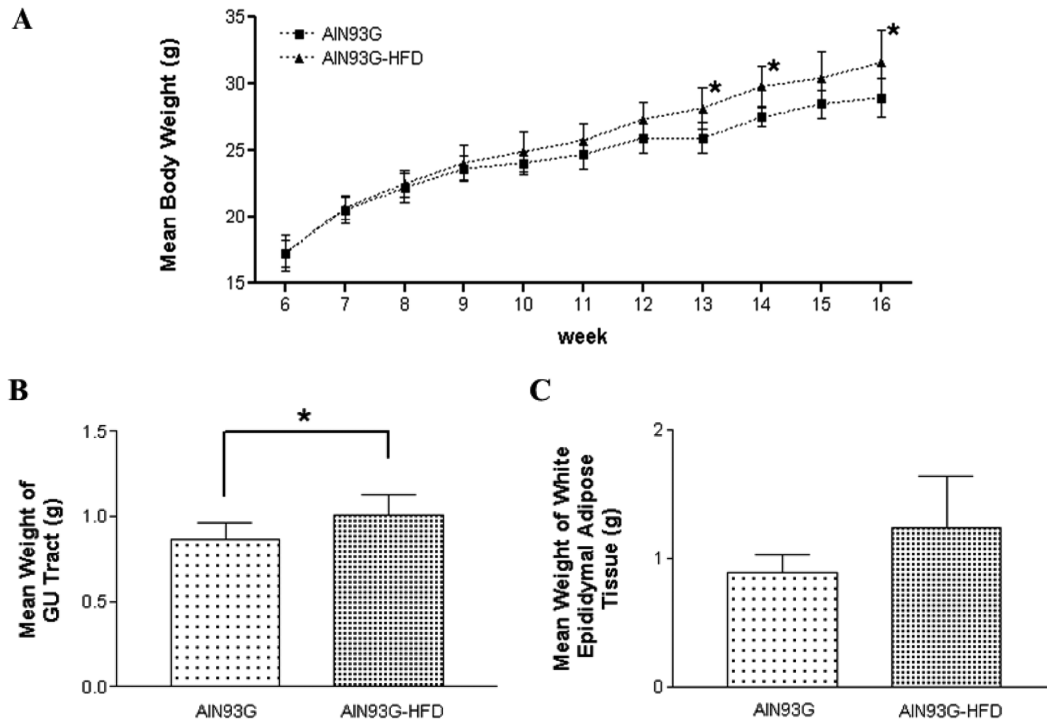 A
Mean Body Weight (g)
35
30
25
20
15
AIN93G
AIN93G-HFD
*
*
*
6 7 8 9 10 11 12 13 14 15 16
week
B
Mean Weight of
GU Tract (g)
1.5
1.0
0.5
0.0
*
AIN93G AIN93G-HFD
C
Mean Weight of White
Epididymal Adipose
Tissue (g)
2
1
0
AIN93G AIN93G-HFD